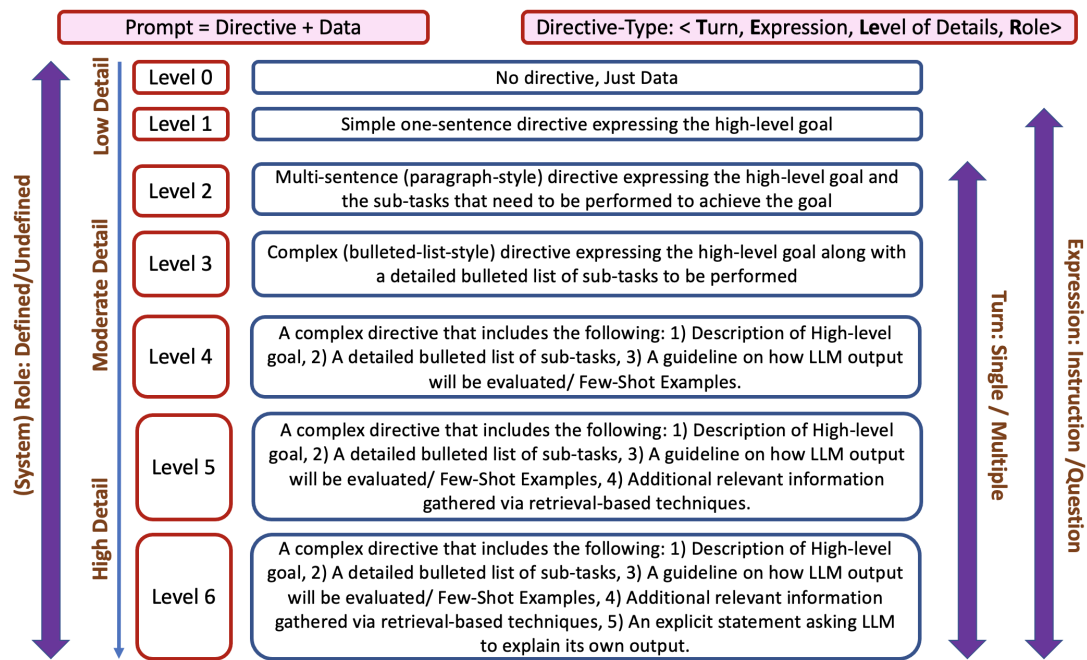 Prompt = Directive + Data
Directive-Type: < Turn, Expression, Level of Details, Role>
(System) Role: Defined/Undefined
Low Detail
Moderate Detail
High Detail
Level 0
No directive, Just Data
Level 1
Simple one-sentence directive expressing the high-level goal
Level 2
Multi-sentence (paragraph-style) directive expressing the high-level goal and
the sub-tasks that need to be performed to achieve the goal
Level 3
Complex (bulleted-list-style) directive expressing the high-level goal along with
a detailed bulleted list of sub-tasks to be performed
Level 4
A complex directive that includes the following: 1) Description of High-level
goal, 2) A detailed bulleted list of sub-tasks, 3) A guideline on how LLM output
will be evaluated/ Few-Shot Examples.
Level 5
A complex directive that includes the following: 1) Description of High-level
goal, 2) A detailed bulleted list of sub-tasks, 3) A guideline on how LLM output
will be evaluated/ Few-Shot Examples, 4) Additional relevant information
gathered via retrieval-based techniques.
Level 6
A complex directive that includes the following: 1) Description of High-level
goal, 2) A detailed bulleted list of sub-tasks, 3) A guideline on how LLM output
will be evaluated/ Few-Shot Examples, 4) Additional relevant information
gathered via retrieval-based techniques, 5) An explicit statement asking LLM
to explain its own output.
Turn: Single / Multiple
Expression: Instruction /Question